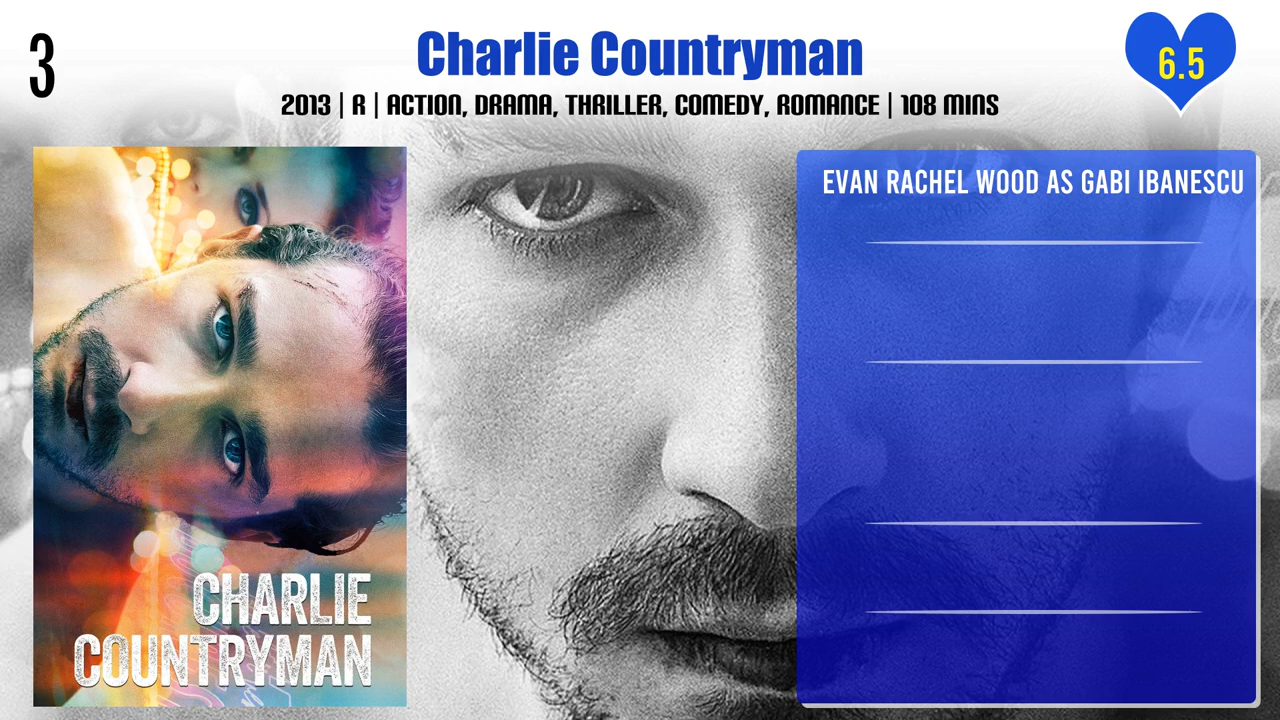 3
Charlie Countryman
6.5
2013 | R | ACTION, DRAMA, THRILLER, COMEDY, ROMANCE | 108 MINS
EVAN RACHEL WOOD AS GABI IBANESCU
CHARLIE
COUNTRYMAN